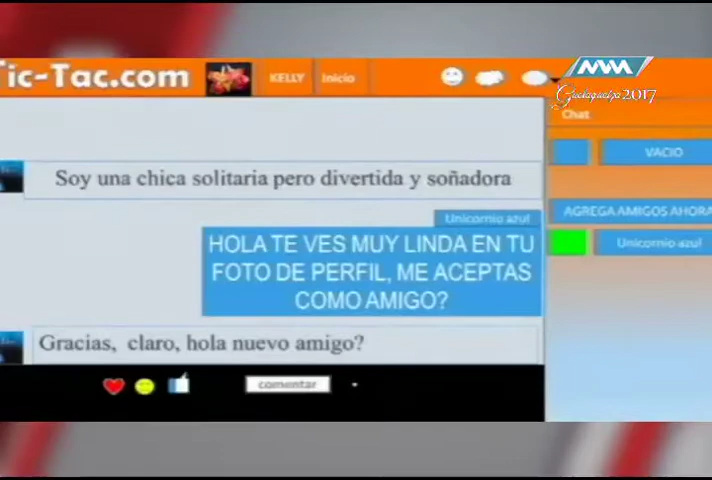 Tic-Tac.com
KELLY
Inicio
MVM
Guelaguetza 2017
Chat
VACIO
Soy una chica solitaria pero divertida y soñadora
Unicornio azul
AGREGA AMIGOS AHORA
HOLA TE VES MUY LINDA EN TU
FOTO DE PERFIL, ME ACEPTAS
COMO AMIGO?
Unicornio azul
Gracias, claro, hola nuevo amigo?
comentar